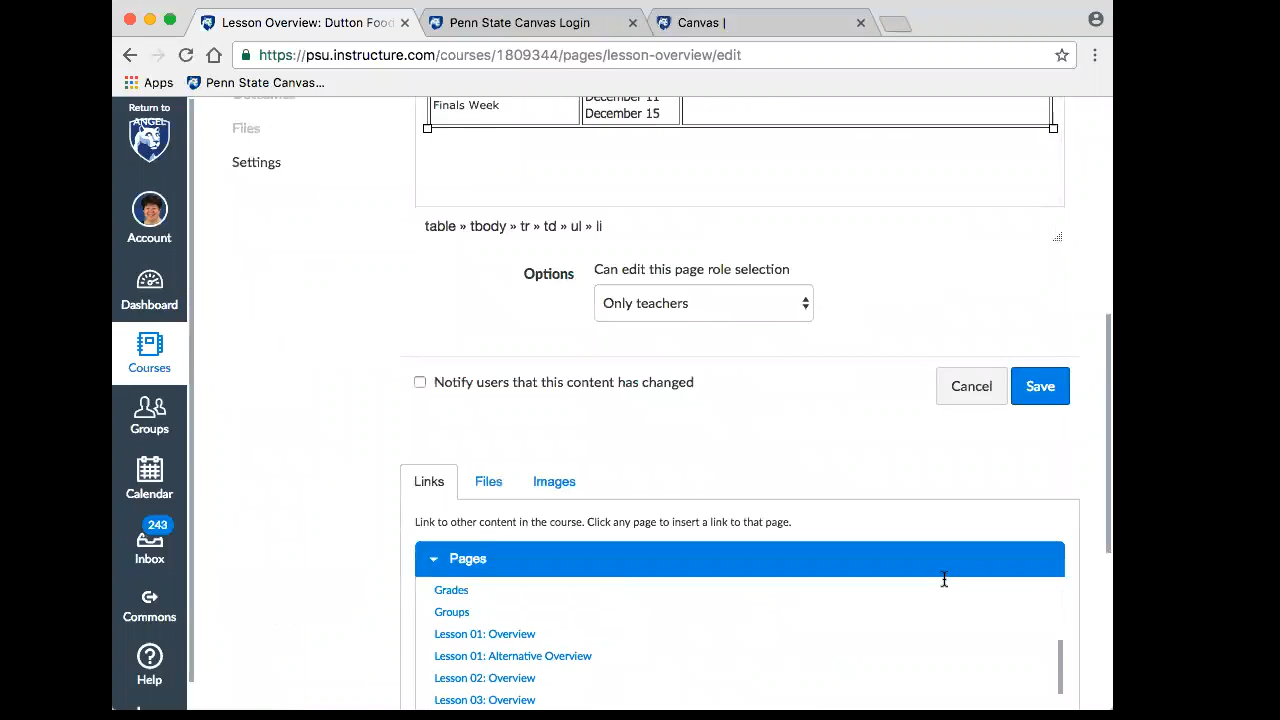 Lesson Overview: Dutton Food
Penn State Canvas Login
Canvas |
https://psu.instructure.com/courses/1809344/pages/lesson-overview/edit
Apps
Penn State Canvas...
Return to
ANGEL
Account
Dashboard
Courses
Groups
Calendar
243
Inbox
Commons
Help
Outcomes
Files
Settings
Finals Week
December 11
December 15
table » tbody » tr » td » ul » li
Options
Can edit this page role selection
Only teachers
Notify users that this content has changed
Cancel
Save
Links
Files
Images
Link to other content in the course. Click any page to insert a link to that page.
Pages
Grades
Groups
Lesson 01: Overview
Lesson 01: Alternative Overview
Lesson 02: Overview
Lesson 03: Overview